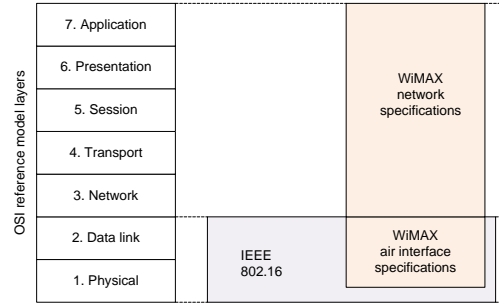 OSI reference model layers
7. Application
6. Presentation
5. Session
4. Transport
3. Network
2. Data link
1. Physical
WiMAX
network
specifications
IEEE
802.16
WiMAX
air interface
specifications